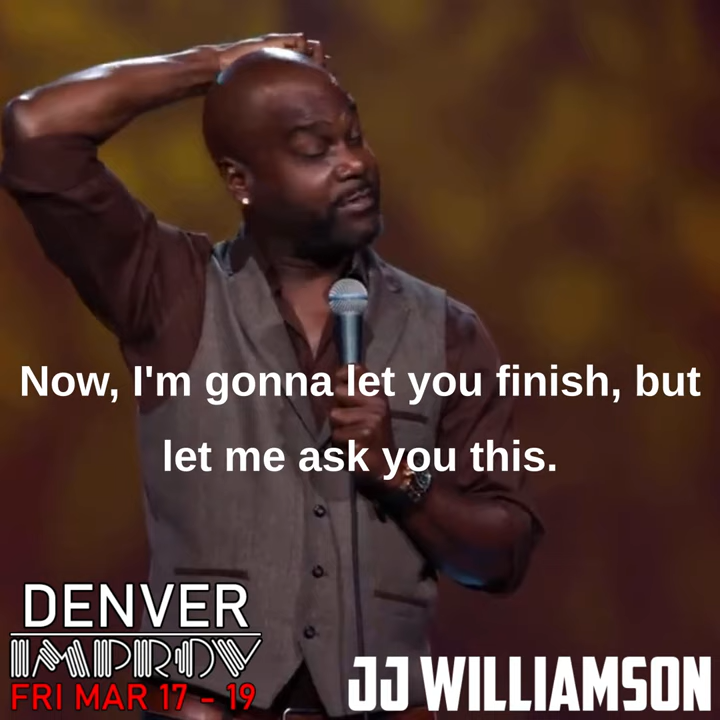 Now, I'm gonna let you finish, but
let me ask you this.
DENVER
IMPROV
FRI MAR 17 - 19
JJ WILLIAMSON